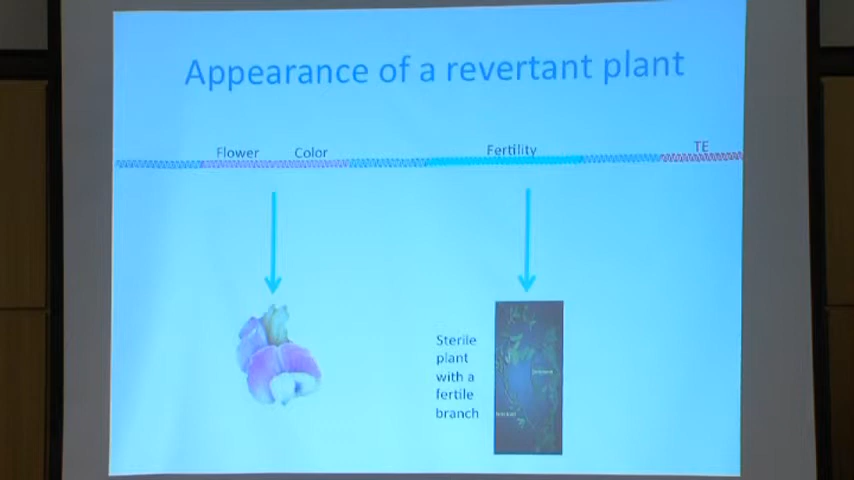 Appearance of a revertant plant
Flower Color
Fertility
TE
Sterile
plant
with a
fertile
branch